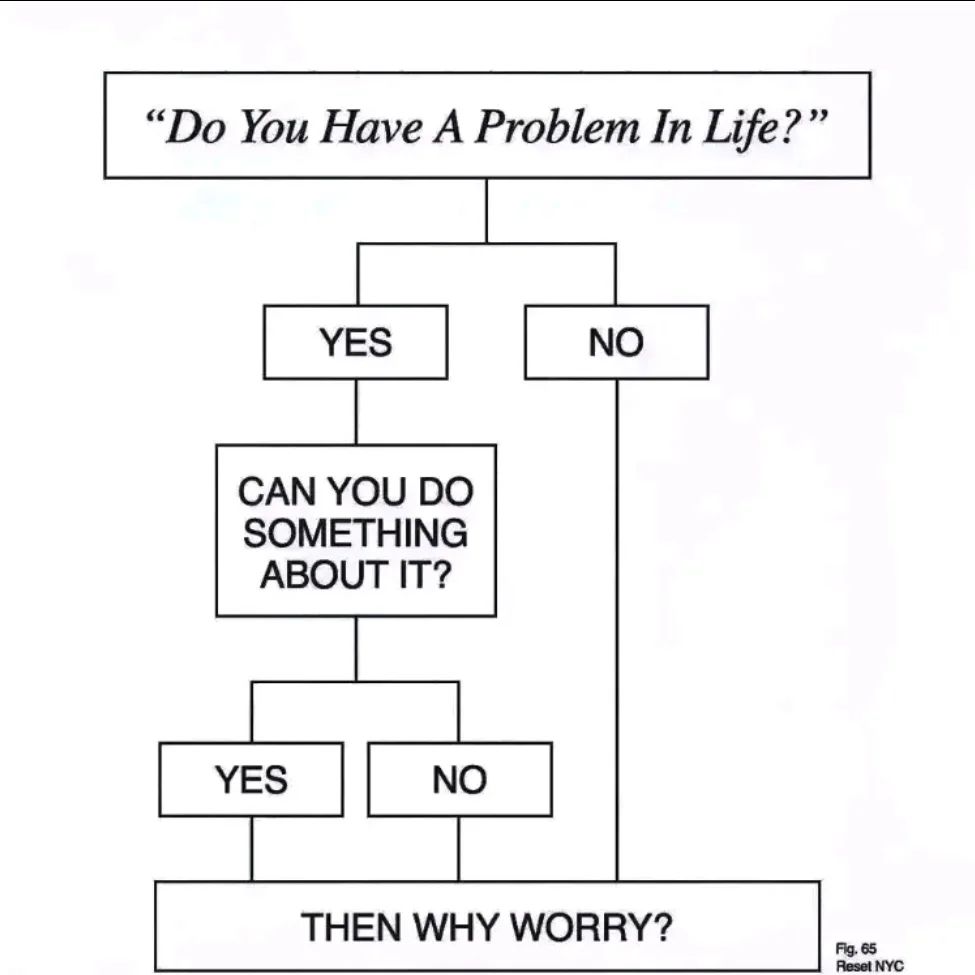 “Do You Have A Problem In Life?”
YES
NO
CAN YOU DO
SOMETHING
ABOUT IT?
YES
NO
THEN WHY WORRY?
Fig. 65
Reset NYC